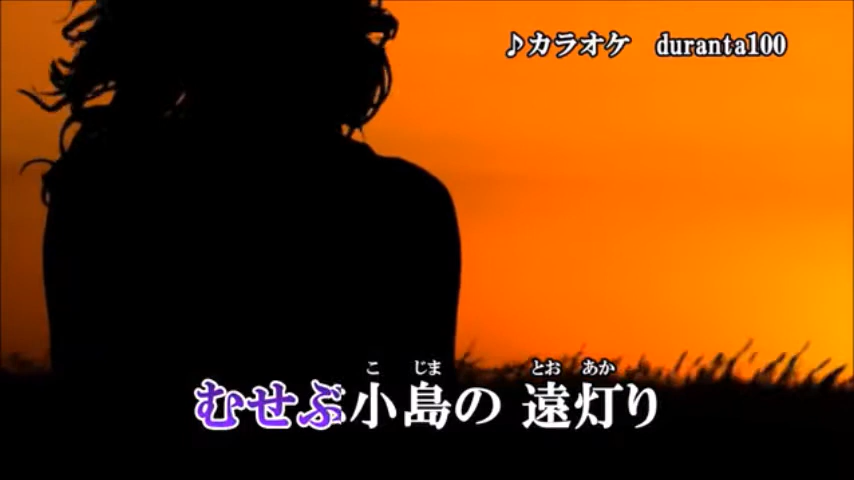 ♪カラオケ duranta100
こ じま とお あか
むせぶ小島の 遠灯り